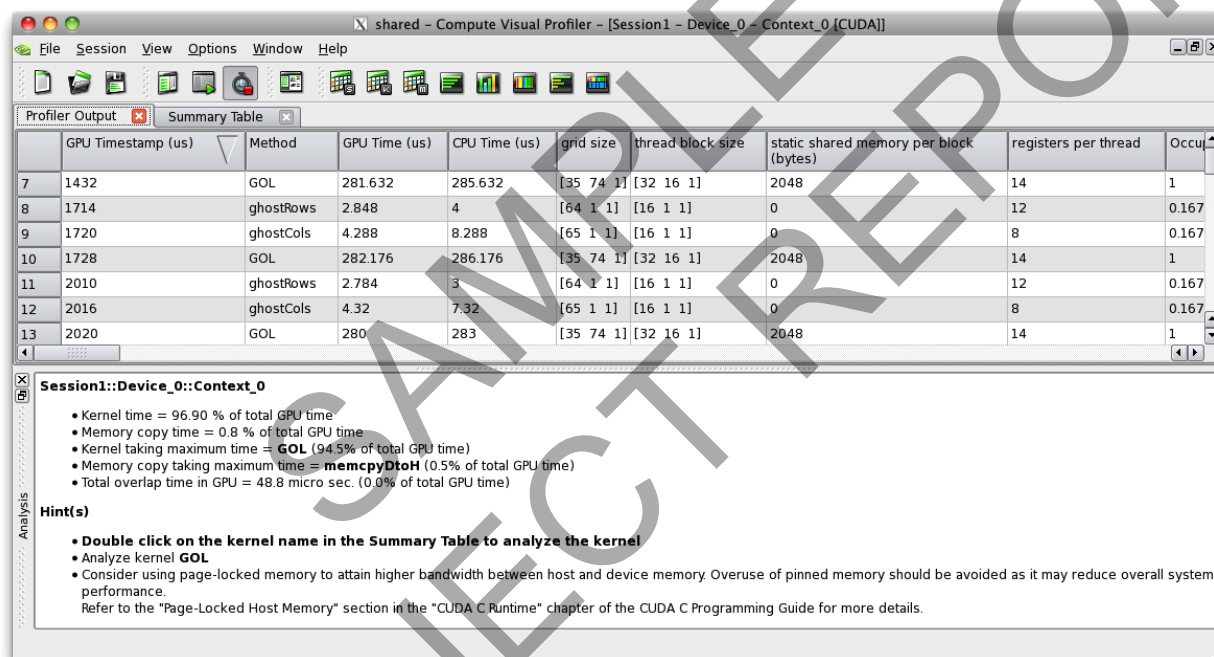 shared – Compute Visual Profiler – [Session1 – Device_0 – Context_0 [CUDA]]
File Session View Options Window Help
Profiler Output Summary Table
GPU Timestamp (us) Method GPU Time (us) CPU Time (us) grid size thread block size static shared memory per block (bytes) registers per thread Occup
7 1432 GOL 281.632 285.632 [35 74 1] [32 16 1] 2048 14 1
8 1714 ghostRows 2.848 4 [64 1 1] [16 1 1] 0 12 0.167
9 1720 ghostCols 4.288 8.288 [65 1 1] [16 1 1] 0 8 0.167
10 1728 GOL 282.176 286.176 [35 74 1] [32 16 1] 2048 14 1
11 2010 ghostRows 2.784 3 [64 1 1] [16 1 1] 0 12 0.167
12 2016 ghostCols 4.32 7.32 [65 1 1] [16 1 1] 0 8 0.167
13 2020 GOL 280 283 [35 74 1] [32 16 1] 2048 14 1
Session1::Device_0::Context_0
• Kernel time = 96.90 % of total GPU time
• Memory copy time = 0.8 % of total GPU time
• Kernel taking maximum time = GOL (94.5% of total GPU time)
• Memory copy taking maximum time = memcpyDtoH (0.5% of total GPU time)
• Total overlap time in GPU = 48.8 micro sec. (0.0% of total GPU time)
Analysis
Hint(s)
• Double click on the kernel name in the Summary Table to analyze the kernel
• Analyze kernel GOL
• Consider using page-locked memory to attain higher bandwidth between host and device memory. Overuse of pinned memory should be avoided as it may reduce overall system
performance.
Refer to the "Page-Locked Host Memory" section in the "CUDA C Runtime" chapter of the CUDA C Programming Guide for more details.
SAMPLE
JECT REPO